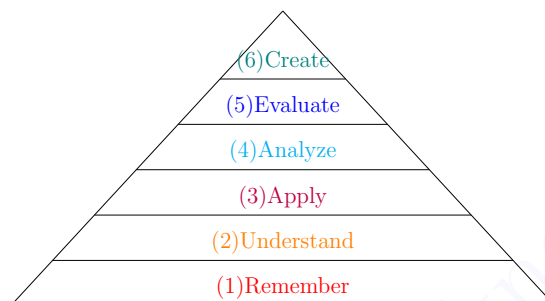 (6)Create
(5)Evaluate
(4)Analyze
(3)Apply
(2)Understand
(1)Remember